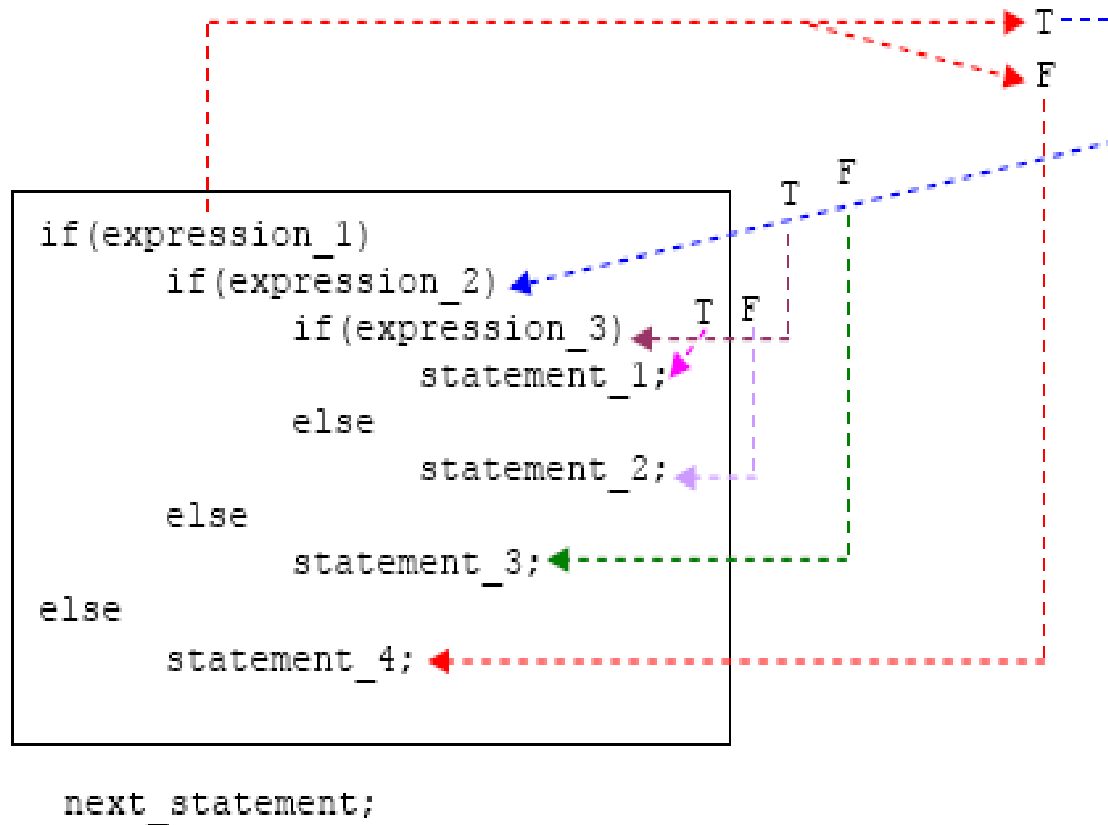 T
F
F
T
if(expression_1)
if(expression_2)
T F
if(expression_3)
statement_1;
else
statement_2;
else
statement_3;
else
statement_4;
next_statement;